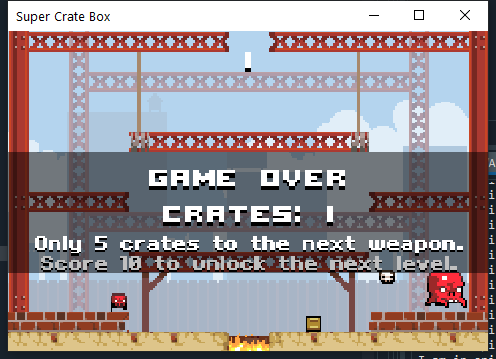 Super Crate Box
1
GAME OVER
CRATES: 1
Only 5 crates to the next weapon.
Score 10 to unlock the next level.